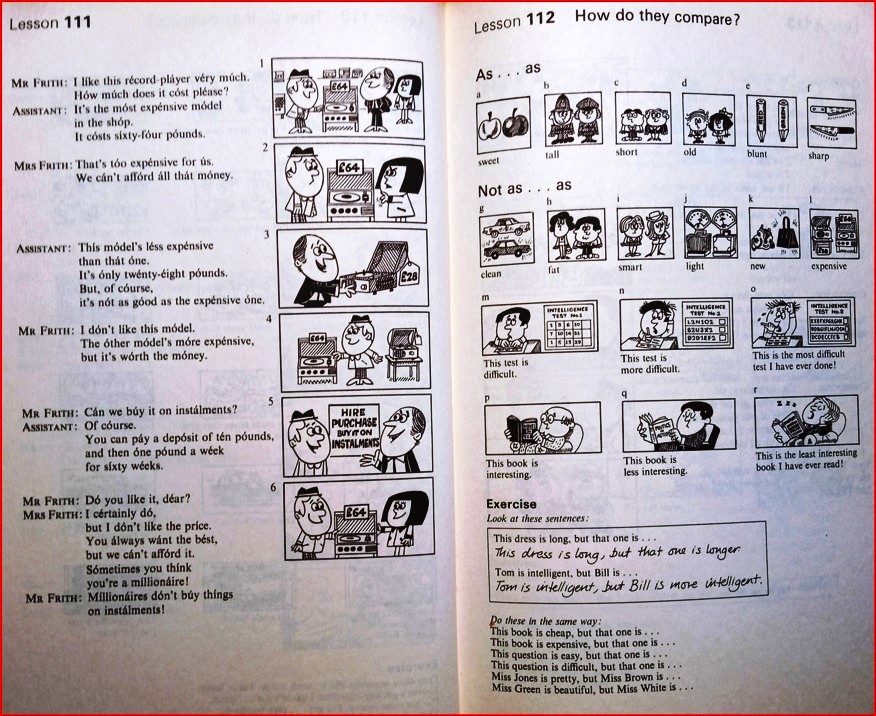 Lesson 111
1
MR FRITH: I like this récord-pláyer véry múch.
Hów múch does it cóst pléase?
ASSISTANT: It's the móst expénsive módel
in the shóp.
It cósts sixty-fóur póunds.
£64
2
MRS FRITH: That's tóo expénsive for ús.
We cán't affórd áll thát móney.
£64
3
ASSISTANT: This módel's léss expénsive
than thát óne.
It's ónly twénty-éight póunds.
But, of cóurse,
it's nót as góod as the expénsive óne.
£28
4
MR FRITH: I dón't líke this módel.
The óther módel's móre expénsive,
but it's wórth the móney.
£64
5
MR FRITH: Cán we búy it on instálments?
ASSISTANT: Of cóurse.
You can páy a depósit of tén póunds,
and then óne póund a wéek
for síxty wéeks.
HIRE
PURCHASE
BUY IT ON
INSTALMENTS
6
MR FRITH: Dó you líke it, déar?
MRS FRITH: I cértainly dó,
but I dón't líke the príce.
You álways wánt the bést,
but we cán't affórd it.
Sómetimes you thínk
you're a míllionáire!
MR FRITH: Míllionáires dón't búy thíngs
on instálments!
£64
Lesson 112 How do they compare?
As . . . as
a b c d e f
sweet tall short old blunt sharp
Not as . . . as
g h i j k l
£64
clean fat smart light new expensive
m n o
INTELLIGENCE
TEST No.1
INTELLIGENCE
TEST No.2
INTELLIGENCE
TEST No.3
This test is
difficult.
This test is
more difficult.
This is the most difficult
test I have ever done!
p q r
This book is
interesting.
This book is
less interesting.
This is the least interesting
book I have ever read!
Exercise
Look at these sentences:
This dress is long, but that one is . . .
This dress is long, but that one is longer.
Tom is intelligent, but Bill is . . .
Tom is intelligent, but Bill is more intelligent.
Do these in the same way:
This book is cheap, but that one is . . .
This book is expensive, but that one is . . .
This question is easy, but that one is . . .
This question is difficult, but that one is . . .
Miss Jones is pretty, but Miss Brown is . . .
Miss Green is beautiful, but Miss White is . . .